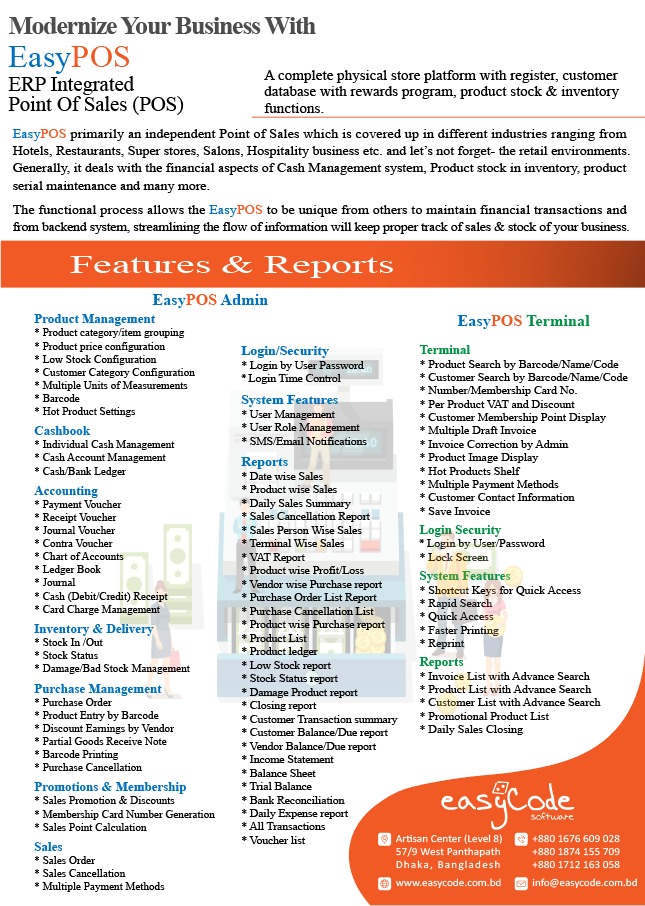 Modernize Your Business With
EasyPOS
ERP Integrated
Point Of Sales (POS)
A complete physical store platform with register, customer
database with rewards program, product stock & inventory
functions.
EasyPOS primarily an independent Point of Sales which is covered up in different industries ranging from
Hotels, Restaurants, Super stores, Salons, Hospitality business etc. and let's not forget- the retail environments.
Generally, it deals with the financial aspects of Cash Management system, Product stock in inventory, product
serial maintenance and many more.
The functional process allows the EasyPOS to be unique from others to maintain financial transactions and
from backend system, streamlining the flow of information will keep proper track of sales & stock of your business.
Features & Reports
EasyPOS Admin
Product Management
* Product category/item grouping
* Product price configuration
* Low Stock Configuration
* Customer Category Configuration
* Multiple Units of Measurements
* Barcode
* Hot Product Settings
Cashbook
* Individual Cash Management
* Cash Account Management
* Cash/Bank Ledger
Accounting
* Payment Voucher
* Receipt Voucher
* Journal Voucher
* Contra Voucher
* Chart of Accounts
* Ledger Book
* Journal
* Cash (Debit/Credit) Receipt
* Card Charge Management
Inventory & Delivery
* Stock In /Out
* Stock Status
* Damage/Bad Stock Management
Purchase Management
* Purchase Order
* Product Entry by Barcode
* Discount Earnings by Vendor
* Partial Goods Receive Note
* Barcode Printing
* Purchase Cancellation
Promotions & Membership
* Sales Promotion & Discounts
* Membership Card Number Generation
* Sales Point Calculation
Sales
* Sales Order
* Sales Cancellation
* Multiple Payment Methods
Login/Security
* Login by User Password
* Login Time Control
System Features
* User Management
* User Role Management
* SMS/Email Notifications
Reports
* Date wise Sales
* Product wise Sales
* Daily Sales Summary
* Sales Cancellation Report
* Sales Person Wise Sales
* Terminal Wise Sales
* VAT Report
* Product wise Profit/Loss
* Vendor wise Purchase report
* Purchase Order List Report
* Purchase Cancellation List
* Product wise Purchase report
* Product List
* Product ledger
* Low Stock report
* Stock Status report
* Damage Product report
* Closing report
* Customer Transaction summary
* Customer Balance/Due report
* Vendor Balance/Due report
* Income Statement
* Balance Sheet
* Trial Balance
* Bank Reconciliation
* Daily Expense report
* All Transactions
* Voucher list
EasyPOS Terminal
Terminal
* Product Search by Barcode/Name/Code
* Customer Search by Barcode/Name/Code
* Number/Membership Card No.
* Per Product VAT and Discount
* Customer Membership Point Display
* Multiple Draft Invoice
* Invoice Correction by Admin
* Product Image Display
* Hot Products Shelf
* Multiple Payment Methods
* Customer Contact Information
* Save Invoice
Login Security
* Login by User/Password
* Lock Screen
System Features
* Shortcut Keys for Quick Access
* Rapid Search
* Quick Access
* Faster Printing
* Reprint
Reports
* Invoice List with Advance Search
* Product List with Advance Search
* Customer List with Advance Search
* Promotional Product List
* Daily Sales Closing
easyCode
software
Artisan Center (Level 8)
57/9 West Panthapath
Dhaka, Bangladesh
www.easycode.com.bd
+880 1676 609 028
+880 1874 155 709
+880 1712 163 058
info@easycode.com.bd